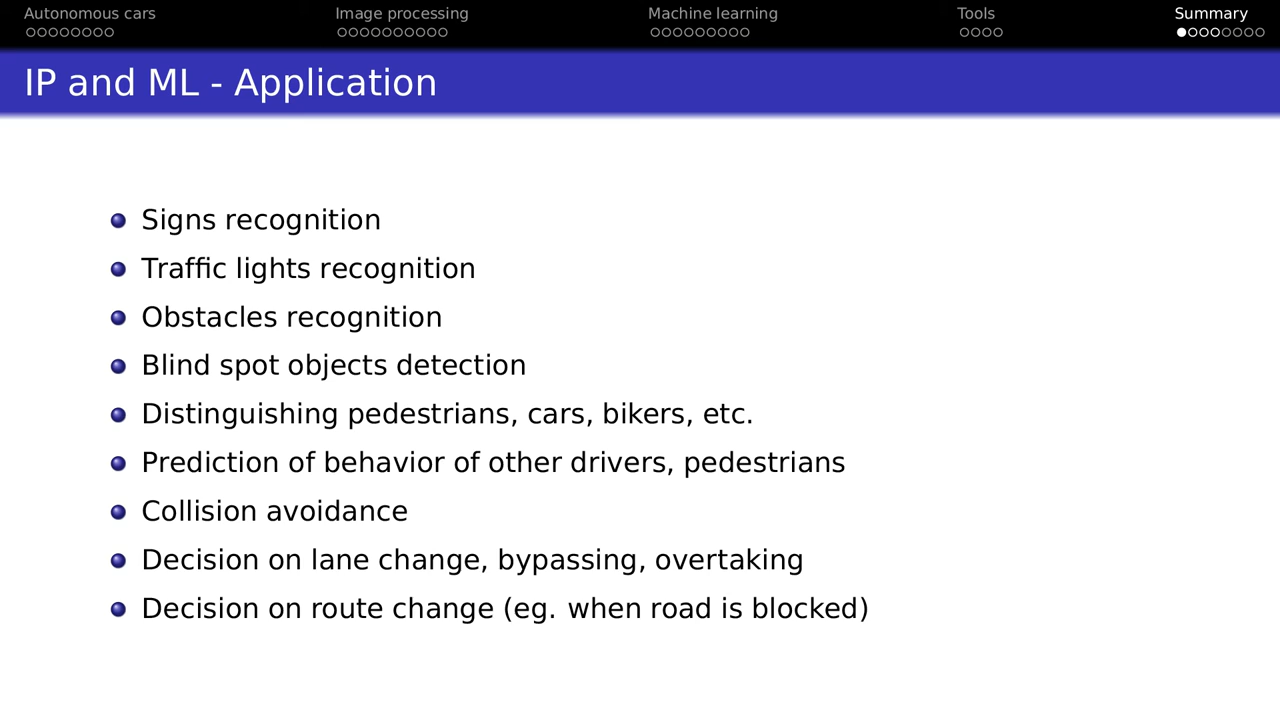 Autonomous cars
Image processing
Machine learning
Tools
Summary
IP and ML - Application
Signs recognition
Traffic lights recognition
Obstacles recognition
Blind spot objects detection
Distinguishing pedestrians, cars, bikers, etc.
Prediction of behavior of other drivers, pedestrians
Collision avoidance
Decision on lane change, bypassing, overtaking
Decision on route change (eg. when road is blocked)